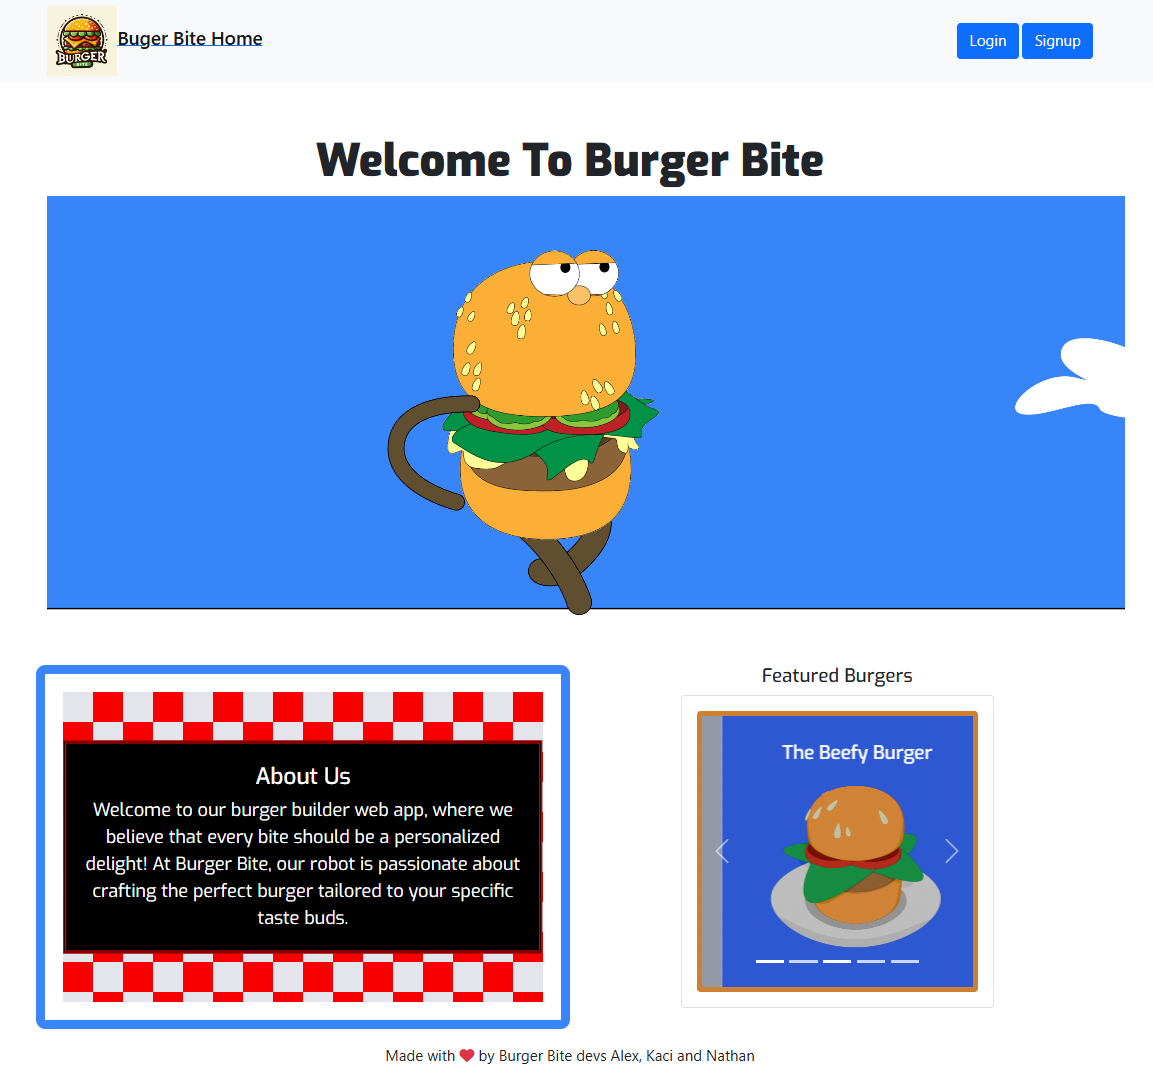 BURGER
BITE
Buger Bite Home
Login
Signup
Welcome To Burger Bite
About Us
Welcome to our burger builder web app, where we
believe that every bite should be a personalized
delight! At Burger Bite, our robot is passionate about
crafting the perfect burger tailored to your specific
taste buds.
Featured Burgers
The Beefy Burger
Made with ❤ by Burger Bite devs Alex, Kaci and Nathan